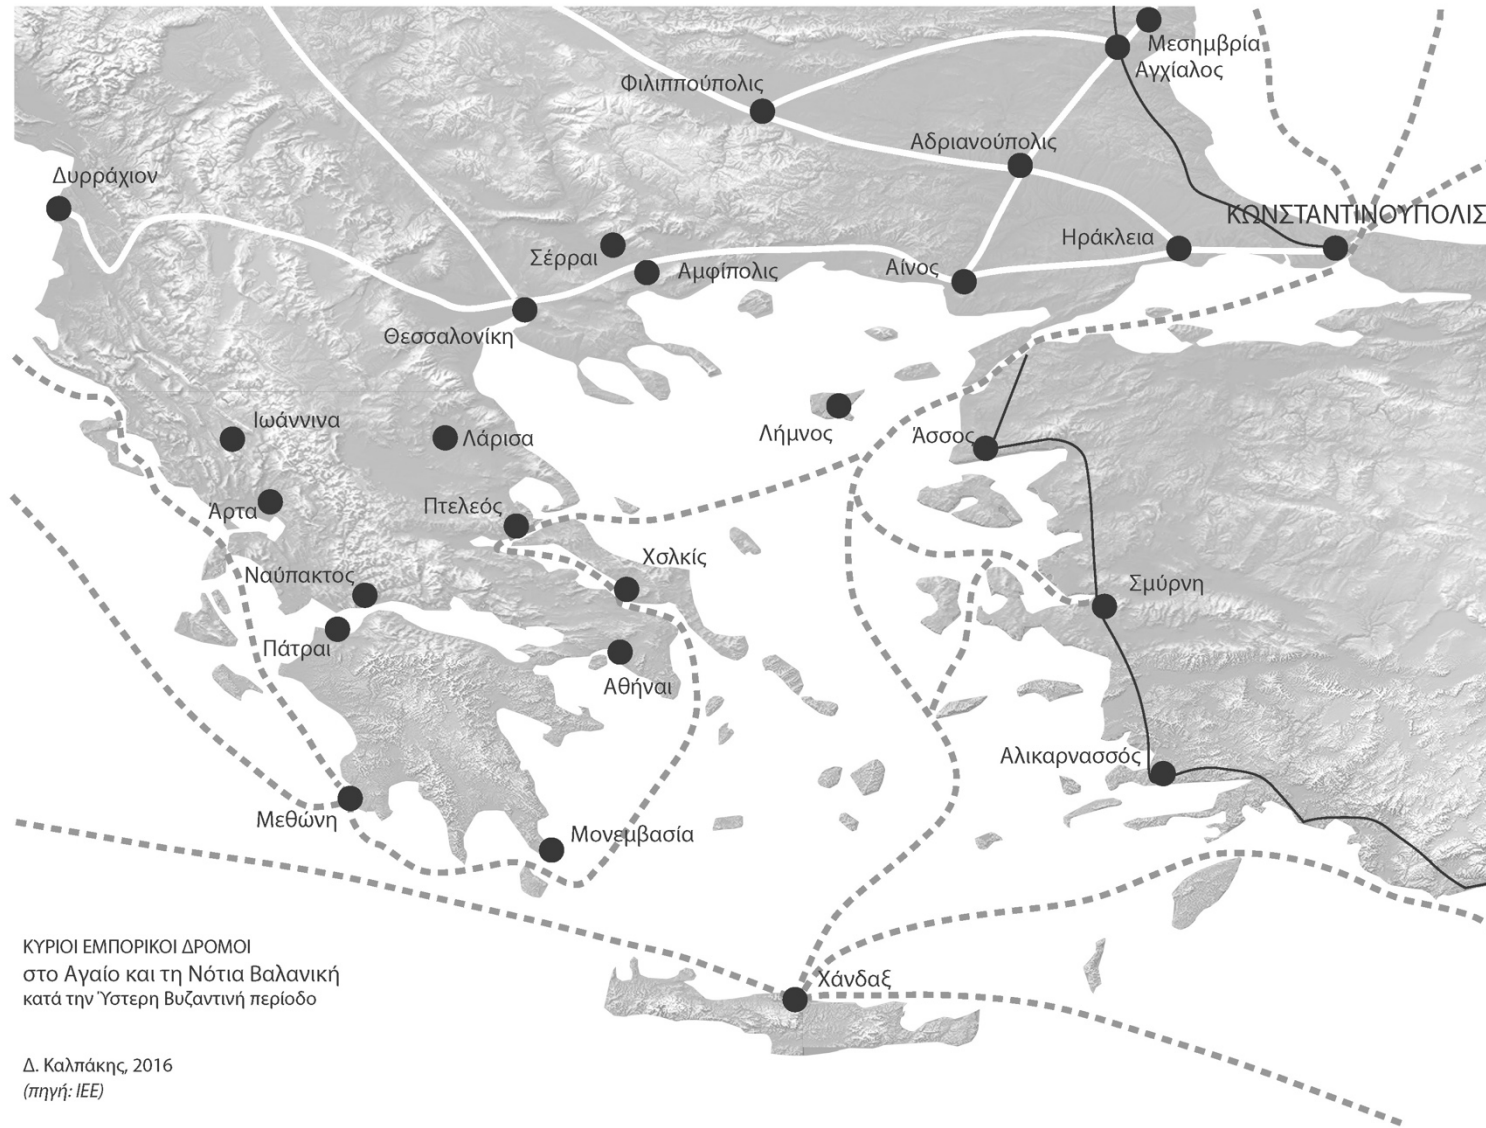 Μεσημβρία
Αγχίαλος
Φιλιππούπολις
Αδριανούπολις
Δυρράχιον
ΚΩΝΣΤΑΝΤΙΝΟΥΠΟΛΙΣ
Ηράκλεια
Σέρραι
Αμφίπολις
Αίνος
Θεσσαλονίκη
Ιωάννινα
Λάρισα
Λήμνος
Άσσος
Άρτα
Πτελεός
Χσλκίς
Ναύπακτος
Σμύρνη
Πάτραι
Αθήναι
Αλικαρνασσός
Μεθώνη
Μονεμβασία
Χάνδαξ
ΚΥΡΙΟΙ ΕΜΠΟΡΙΚΟΙ ΔΡΟΜΟΙ
στο Αγαίο και τη Νότια Βαλανική
κατά την Ύστερη Βυζαντινή περίοδο
Δ. Καλπάκης, 2016
(πηγή: ΙΕΕ)